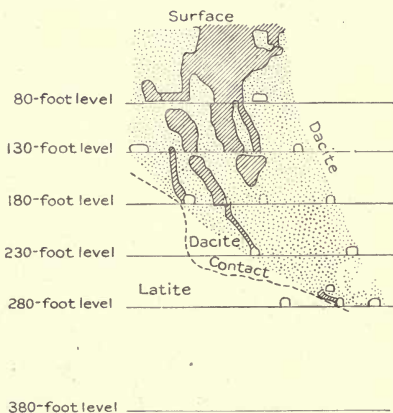 Surface
80-foot level
130-foot level
Dacite
180-foot level
Dacite
230-foot level
Contact
Latite
280-foot level
380-foot level